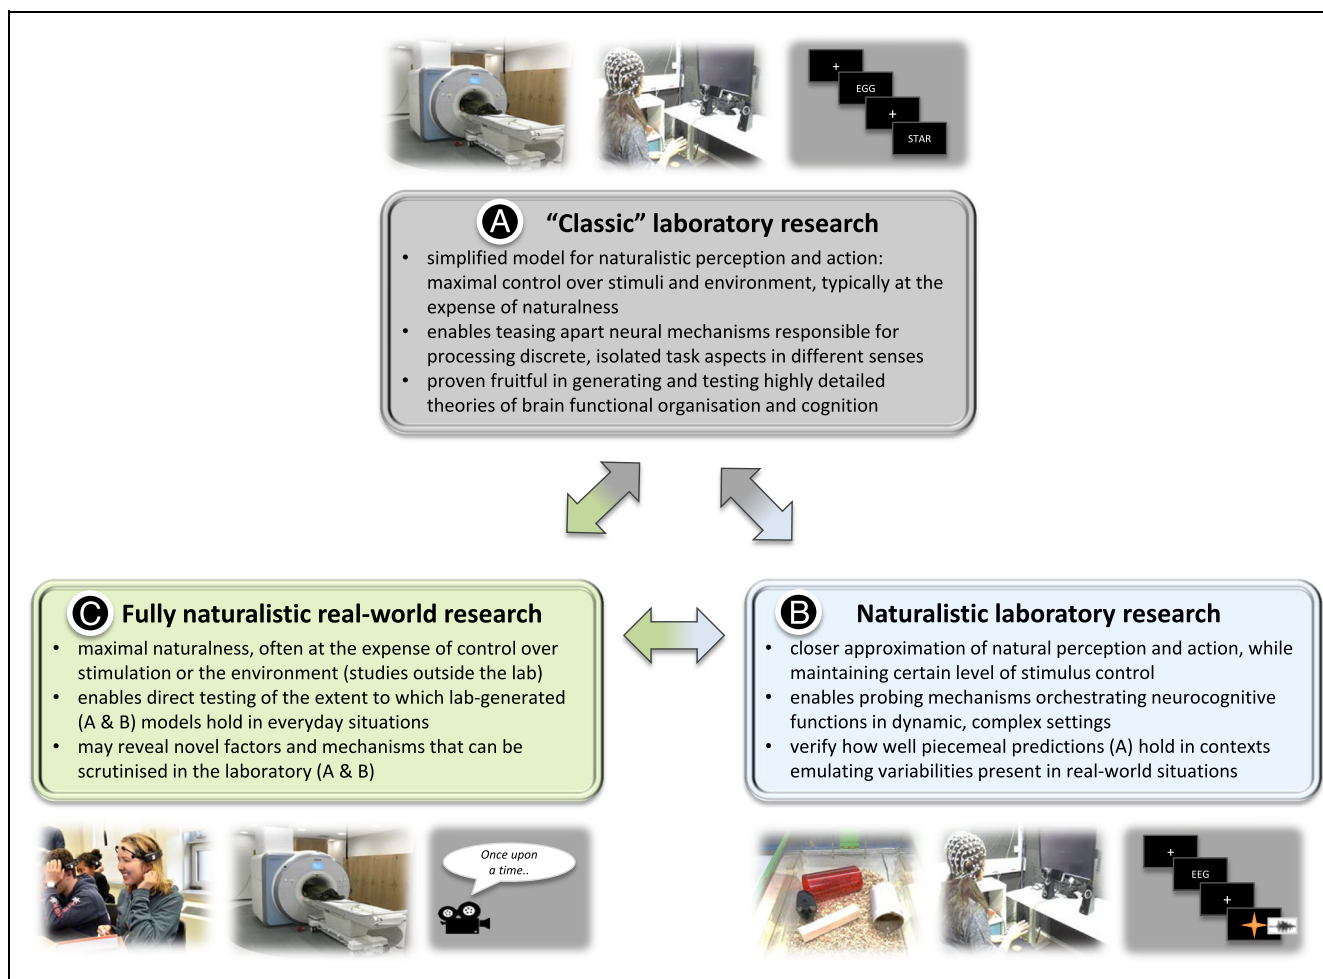 +
EGG
+
STAR
A "Classic" laboratory research
• simplified model for naturalistic perception and action:
maximal control over stimuli and environment, typically at the
expense of naturalness
• enables teasing apart neural mechanisms responsible for
processing discrete, isolated task aspects in different senses
• proven fruitful in generating and testing highly detailed
theories of brain functional organisation and cognition
C Fully naturalistic real-world research
• maximal naturalness, often at the expense of control over
stimulation or the environment (studies outside the lab)
• enables direct testing of the extent to which lab-generated
(A & B) models hold in everyday situations
• may reveal novel factors and mechanisms that can be
scrutinised in the laboratory (A & B)
B Naturalistic laboratory research
• closer approximation of natural perception and action, while
maintaining certain level of stimulus control
• enables probing mechanisms orchestrating neurocognitive
functions in dynamic, complex settings
• verify how well piecemeal predictions (A) hold in contexts
emulating variabilities present in real-world situations
Once upon
a time..
+
EEG
+